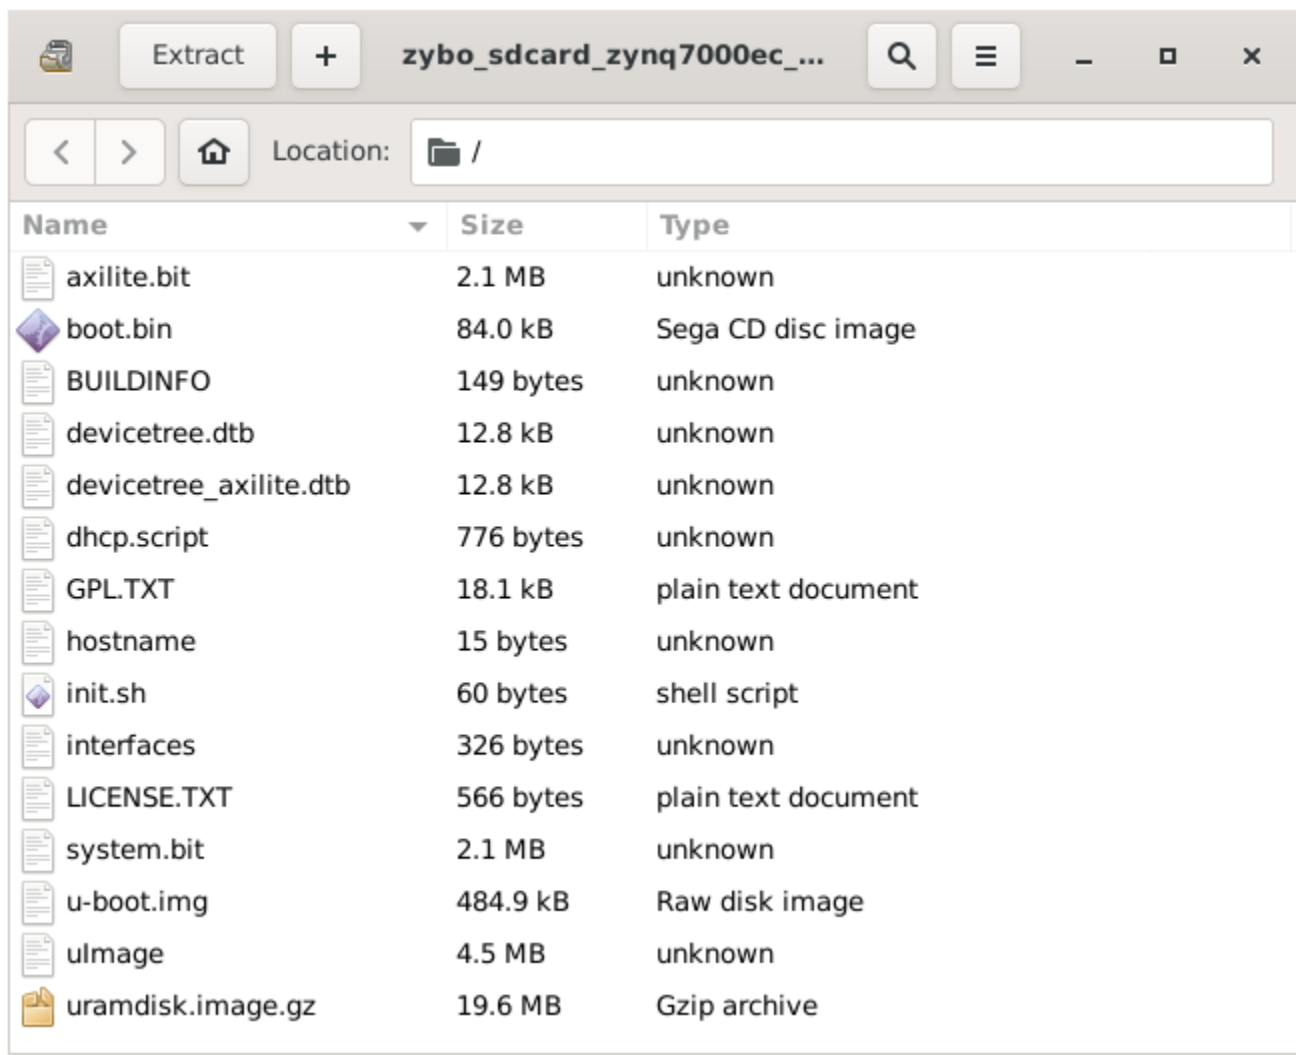 Extract + zybo_sdcard_zynq7000ec_...
Location: /
Name Size Type
axilite.bit 2.1 MB unknown
boot.bin 84.0 kB Sega CD disc image
BUILDINFO 149 bytes unknown
devicetree.dtb 12.8 kB unknown
devicetree_axilite.dtb 12.8 kB unknown
dhcp.script 776 bytes unknown
GPL.TXT 18.1 kB plain text document
hostname 15 bytes unknown
init.sh 60 bytes shell script
interfaces 326 bytes unknown
LICENSE.TXT 566 bytes plain text document
system.bit 2.1 MB unknown
u-boot.img 484.9 kB Raw disk image
uImage 4.5 MB unknown
uramdisk.image.gz 19.6 MB Gzip archive